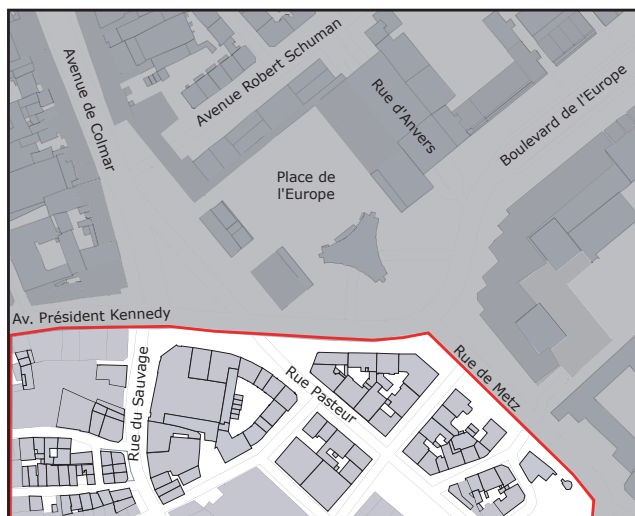 Avenue de Colmar
Avenue Robert Schuman
Rue d'Anvers
Boulevard de l'Europe
Place de
l'Europe
Av. Président Kennedy
Rue du Sauvage
Rue Pasteur
Rue de Metz